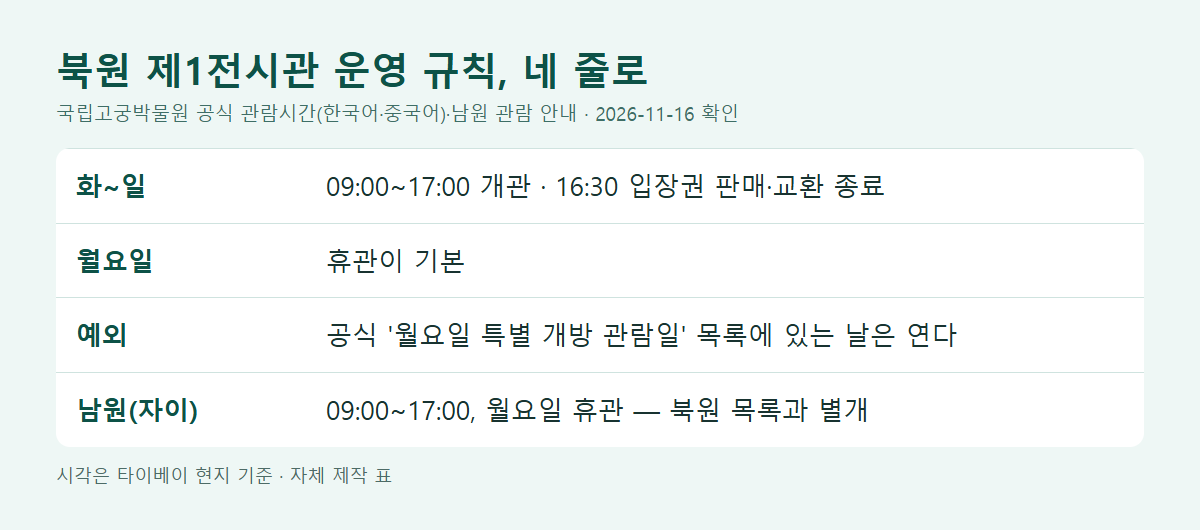 북원 제1전시관 운영 규칙, 네 줄로
국립고궁박물원 공식 관람시간(한국어·중국어)·남원 관람 안내 · 2026-11-16 확인
화~일 09:00~17:00 개관 · 16:30 입장권 판매·교환 종료
월요일 휴관이 기본
예외 공식 '월요일 특별 개방 관람일' 목록에 있는 날은 연다
남원(자이) 09:00~17:00, 월요일 휴관 — 북원 목록과 별개
시각은 타이베이 현지 기준 · 자체 제작 표